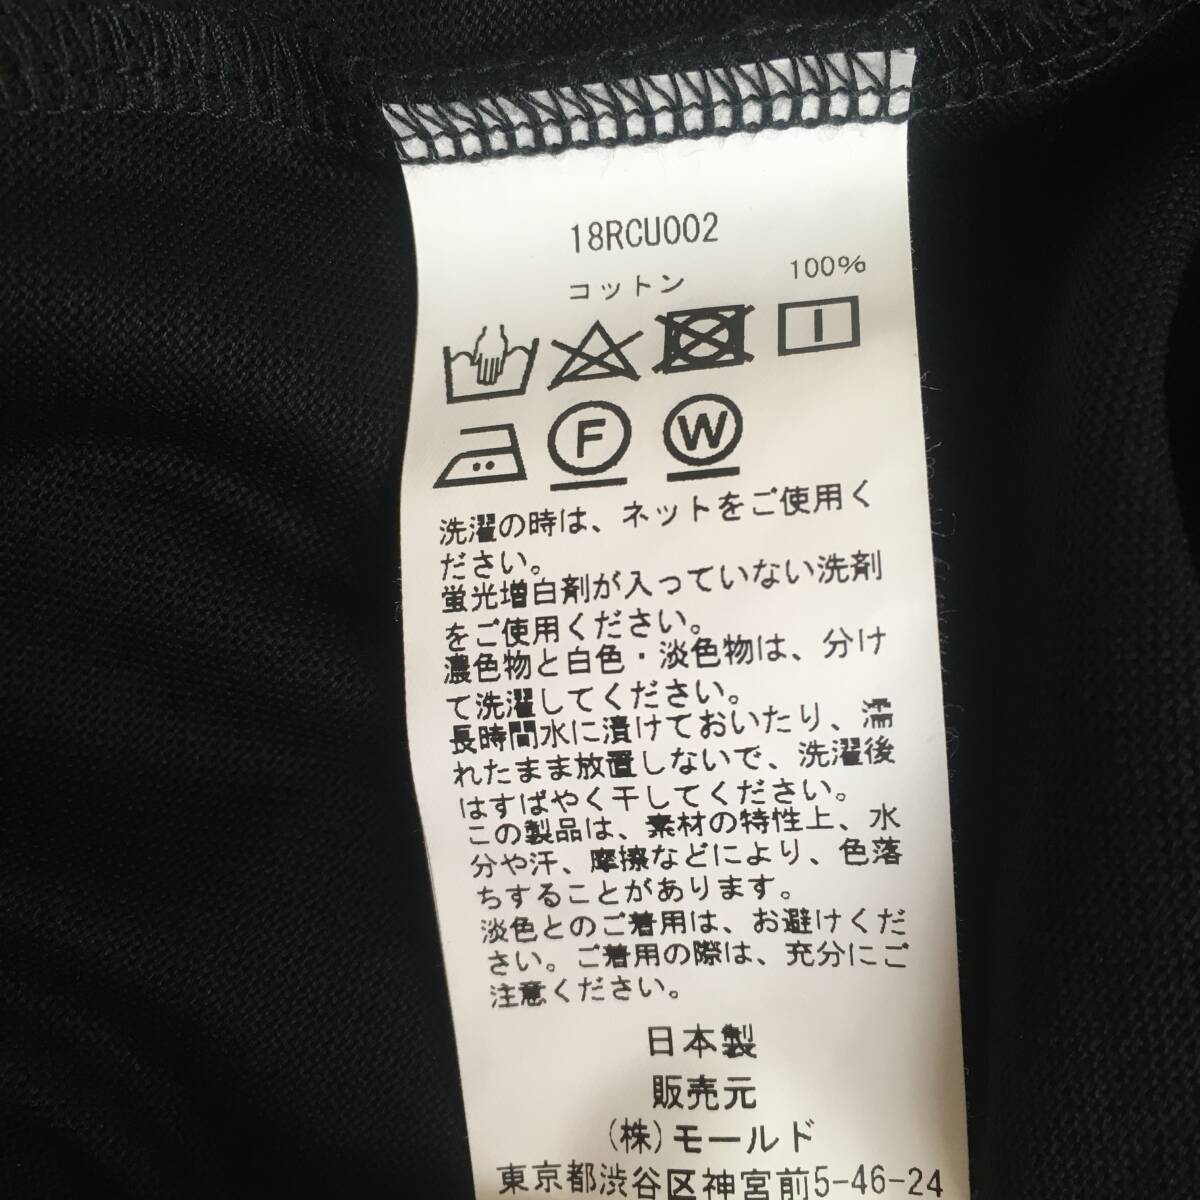 18RCU002
コットン 100%
F W
洗濯の時は、ネットをご使用く
ださい。
蛍光増白剤が入っていない洗剤
をご使用ください。
濃色物と白色・淡色物は、分け
て洗濯してください。
長時間水に漬けておいたり、濡
れたまま放置しないで、洗濯後
はすばやく干してください。
この製品は、素材の特性上、水
分や汗、摩擦などにより、色落
ちすることがあります。
淡色とのご着用は、お避けくだ
さい。ご着用の際は、充分にご
注意ください。
日本製
販売元
(株)モールド
東京都渋谷区神宮前5-46-24